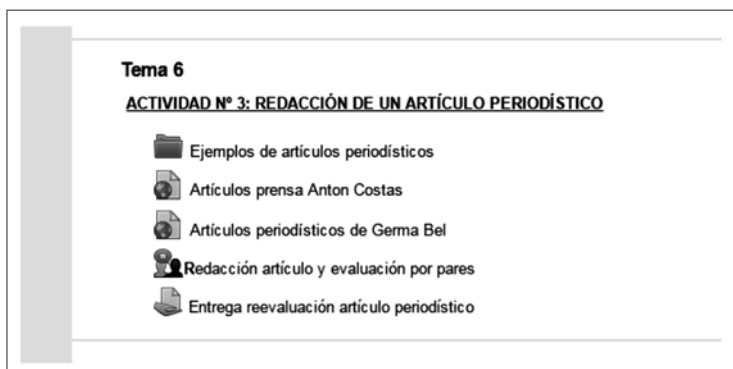 Tema 6
ACTIVIDAD Nº 3: REDACCIÓN DE UN ARTÍCULO PERIODÍSTICO
Ejemplos de artículos periodísticos
Artículos prensa Anton Costas
Artículos periodísticos de Germa Bel
Redacción artículo y evaluación por pares
Entrega reevaluación artículo periodístico